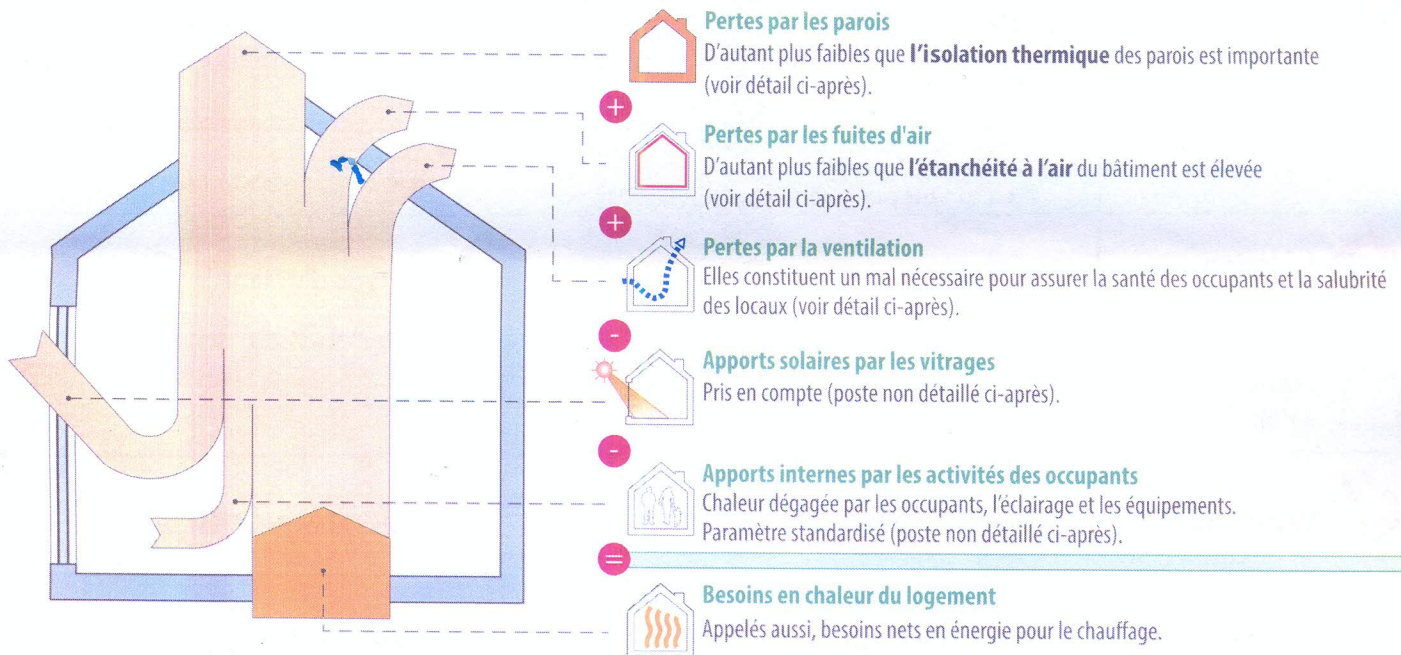 Pertes par les parois
D'autant plus faibles que l'isolation thermique des parois est importante
(voir détail ci-après).
+
Pertes par les fuites d'air
D'autant plus faibles que l'étanchéité à l'air du bâtiment est élevée
(voir détail ci-après).
+
Pertes par la ventilation
Elles constituent un mal nécessaire pour assurer la santé des occupants et la salubrité
des locaux (voir détail ci-après).
-
Apports solaires par les vitrages
Pris en compte (poste non détaillé ci-après).
-
Apports internes par les activités des occupants
Chaleur dégagée par les occupants, l'éclairage et les équipements.
Paramètre standardisé (poste non détaillé ci-après).
=
Besoins en chaleur du logement
Appelés aussi, besoins nets en énergie pour le chauffage.